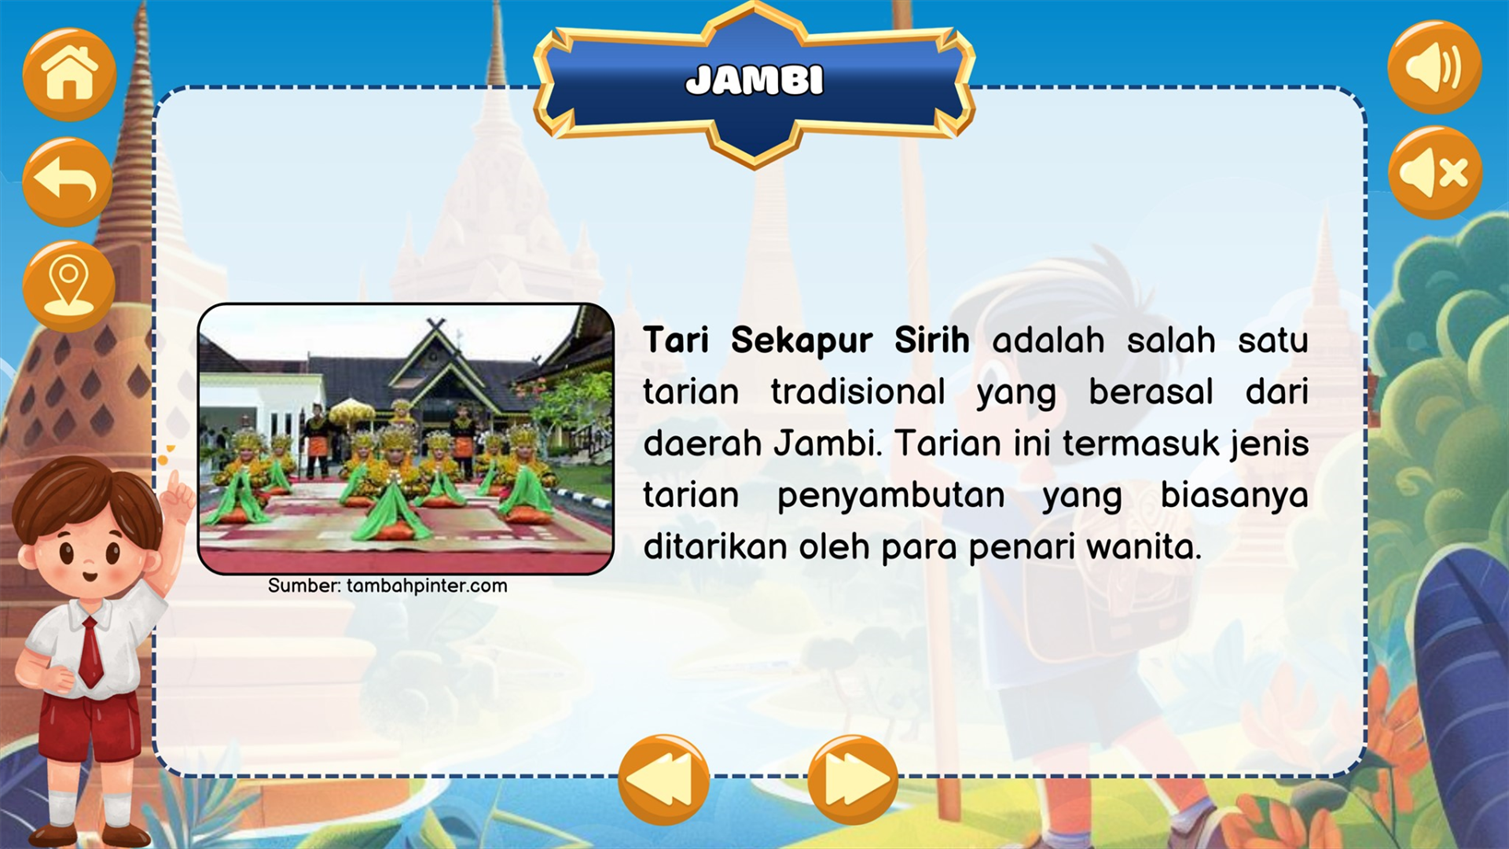 JAMBI
Tari Sekapur Sirih adalah salah satu
tarian tradisional yang berasal dari
daerah Jambi. Tarian ini termasuk jenis
tarian penyambutan yang biasanya
ditarikan oleh para penari wanita.
Sumber: tambahpinter.com